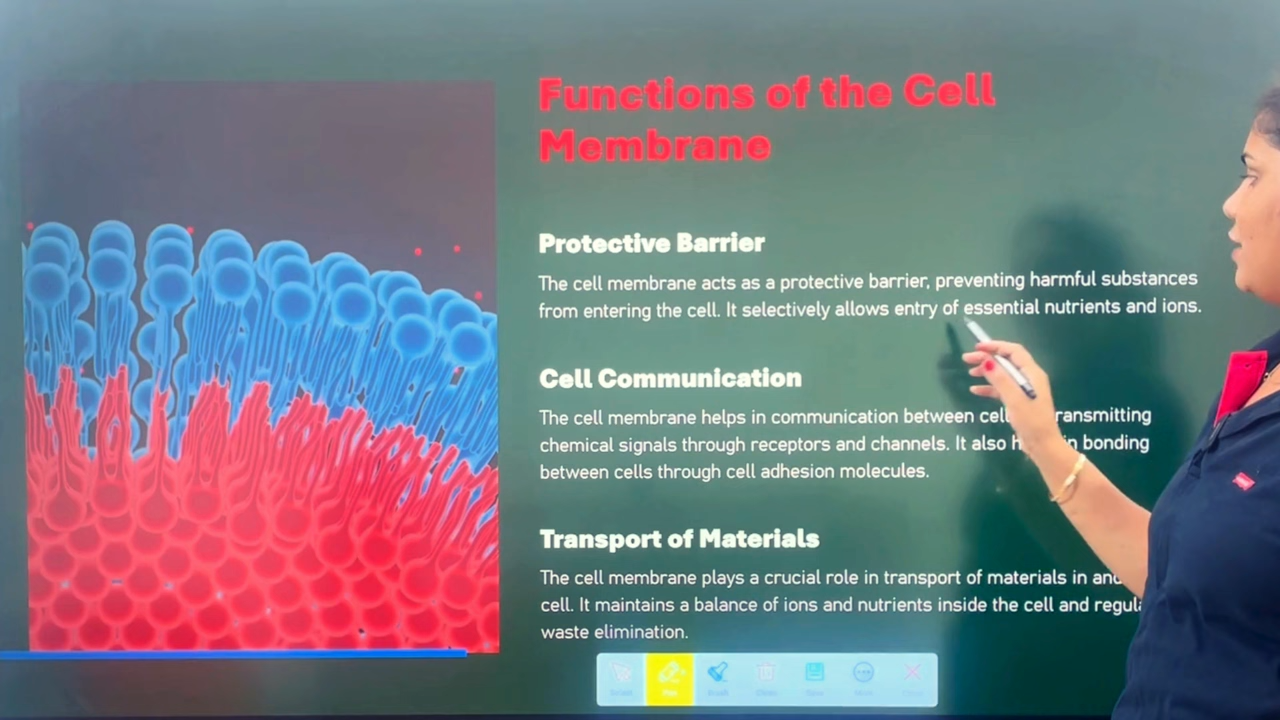 Functions of the Cell
Membrane
Protective Barrier
The cell membrane acts as a protective barrier, preventing harmful substances
from entering the cell. It selectively allows entry of essential nutrients and ions.
Cell Communication
The cell membrane helps in communication between transmitting
chemical signals through receptors and channels. It also in bonding
between cells through cell adhesion molecules.
Transport of Materials
The cell membrane plays a crucial role in transport of materials in
cell. It maintains a balance of ions and nutrients inside the cell and
waste elimination.